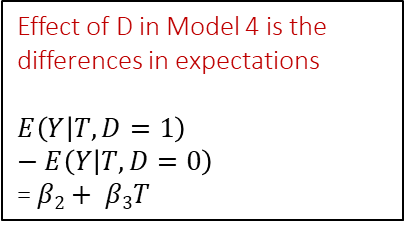 Effect of D in Model 4 is the
differences in expectations
E(Y|T, D = 1)
− E(Y|T, D = 0)
= β₂ + β₃T